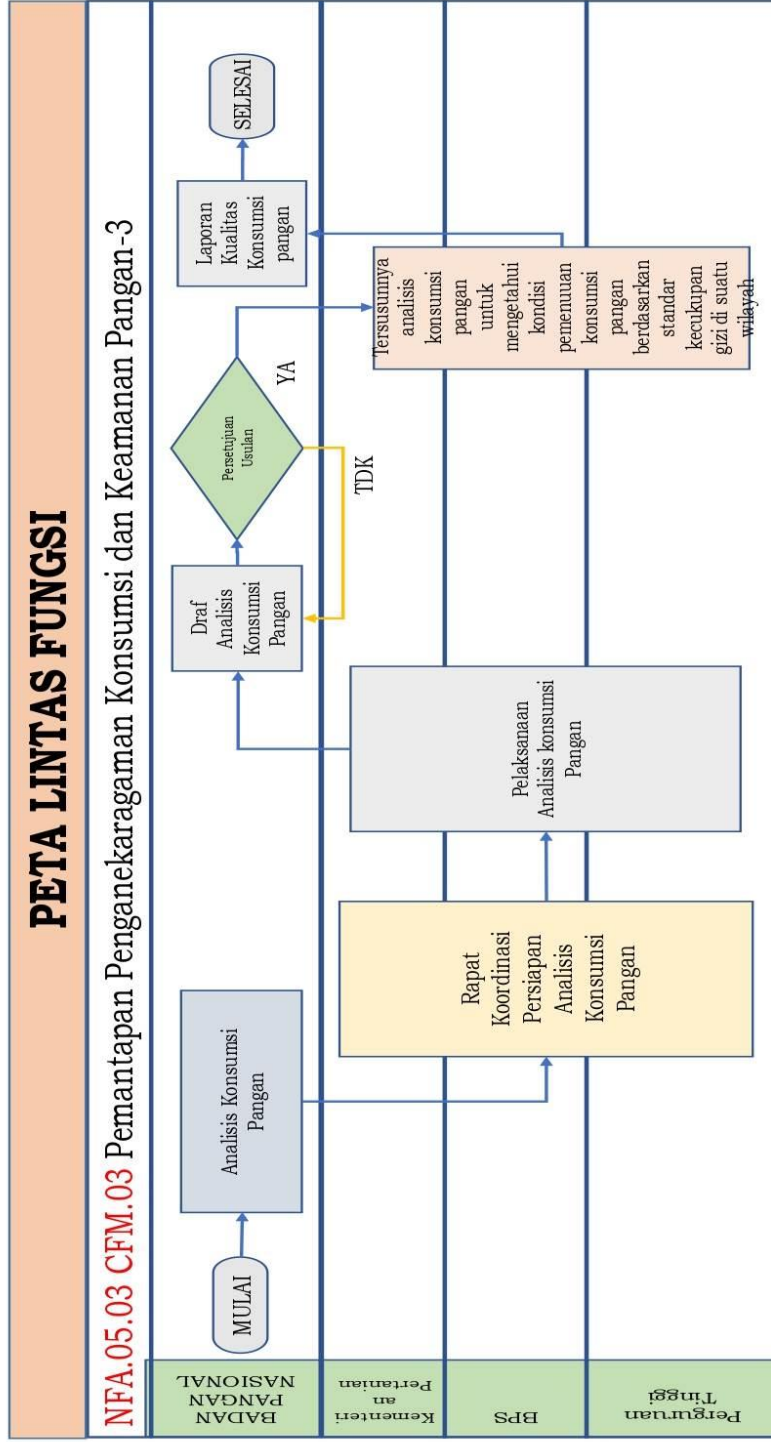 PETA LINTAS FUNGSI
NFA.05.03 CFM.03 Pemantapan Penganekaragaman Konsumsi dan Keamanan Pangan-3
BADAN
PANGAN
NASIONAL
MULAI
Analisis Konsumsi
Pangan
Draf
Analisis
Konsumsi
Pangan
Persetujuan
Usulan
YA
TDK
Laporan
Kualitas
Konsumsi
pangan
SELESAI
Kementeri
an
Pertanian
BPS
Perguruan
Tinggi
Rapat
Koordinasi
Persiapan
Analisis
Konsumsi
Pangan
Pelaksanaan
Analisis konsumsi
Pangan
Tersusunnya
analisis
konsumsi
pangan
untuk
mengetahui
kondisi
pemenuuan
konsumsi
pangan
berdasarkan
standar
kecukupan
gizi di suatu
wilayah